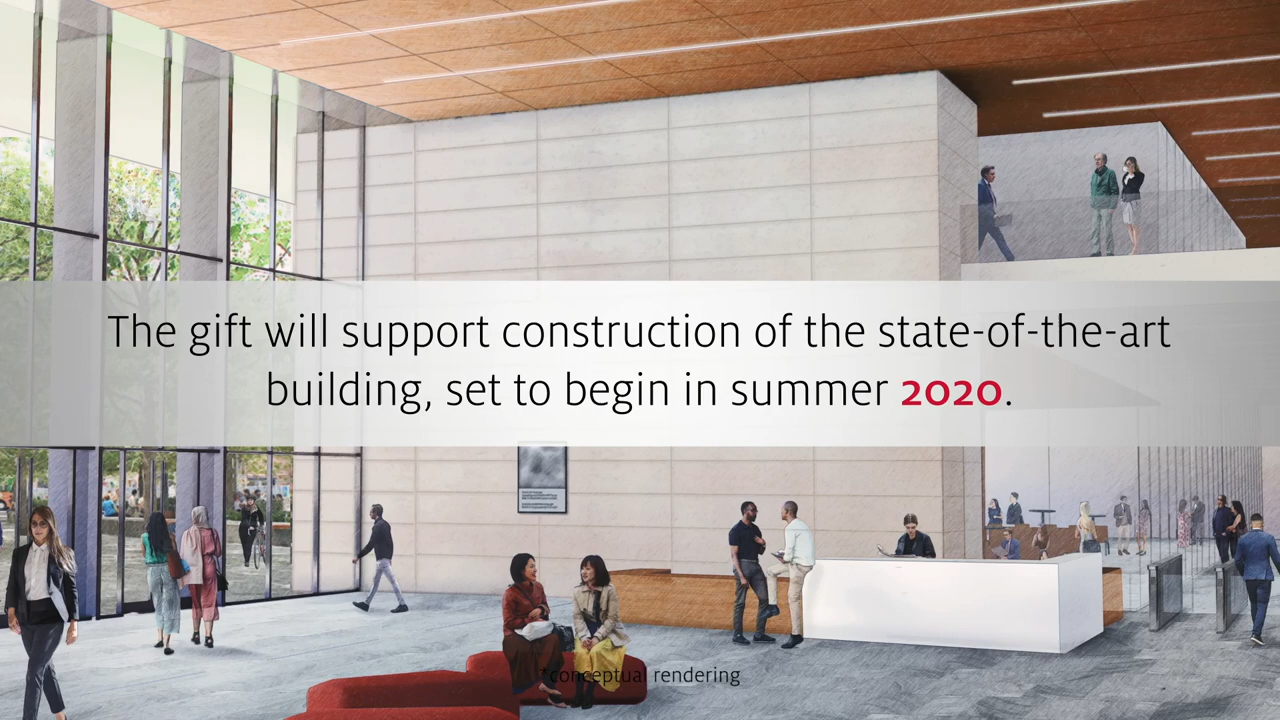 The gift will support construction of the state-of-the-art
building, set to begin in summer 2020.
*conceptual rendering